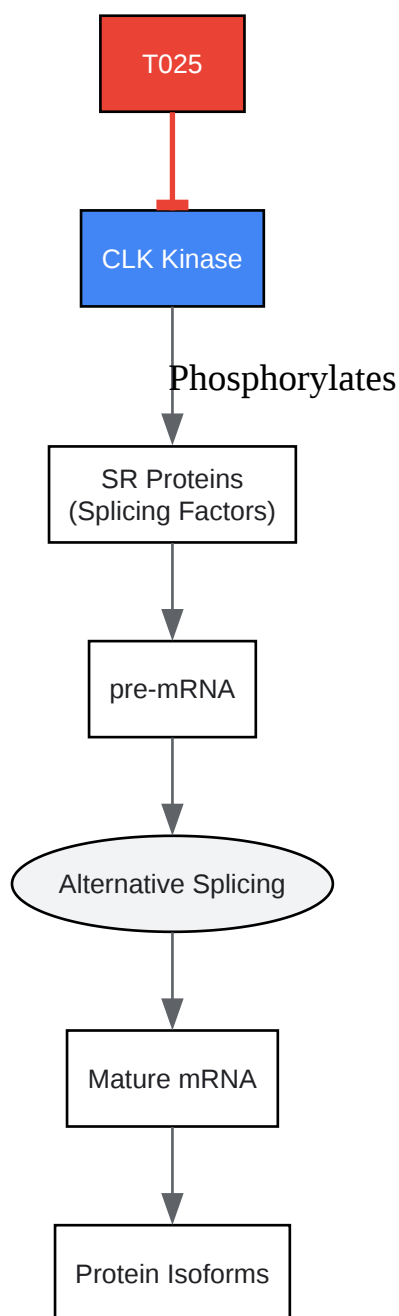 T025
CLK Kinase
Phosphorylates
SR Proteins
(Splicing Factors)
pre-mRNA
Alternative Splicing
Mature mRNA
Protein Isoforms